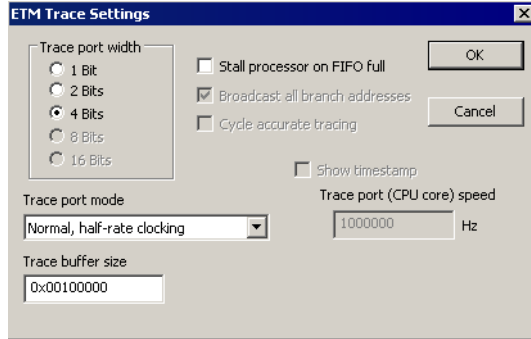 ETM Trace Settings
Trace port width
1 Bit
2 Bits
4 Bits
8 Bits
16 Bits
Stall processor on FIFO full
Broadcast all branch addresses
Cycle accurate tracing
OK
Cancel
Show timestamp
Trace port mode
Normal, half-rate clocking
Trace port (CPU core) speed
1000000 Hz
Trace buffer size
0x00100000